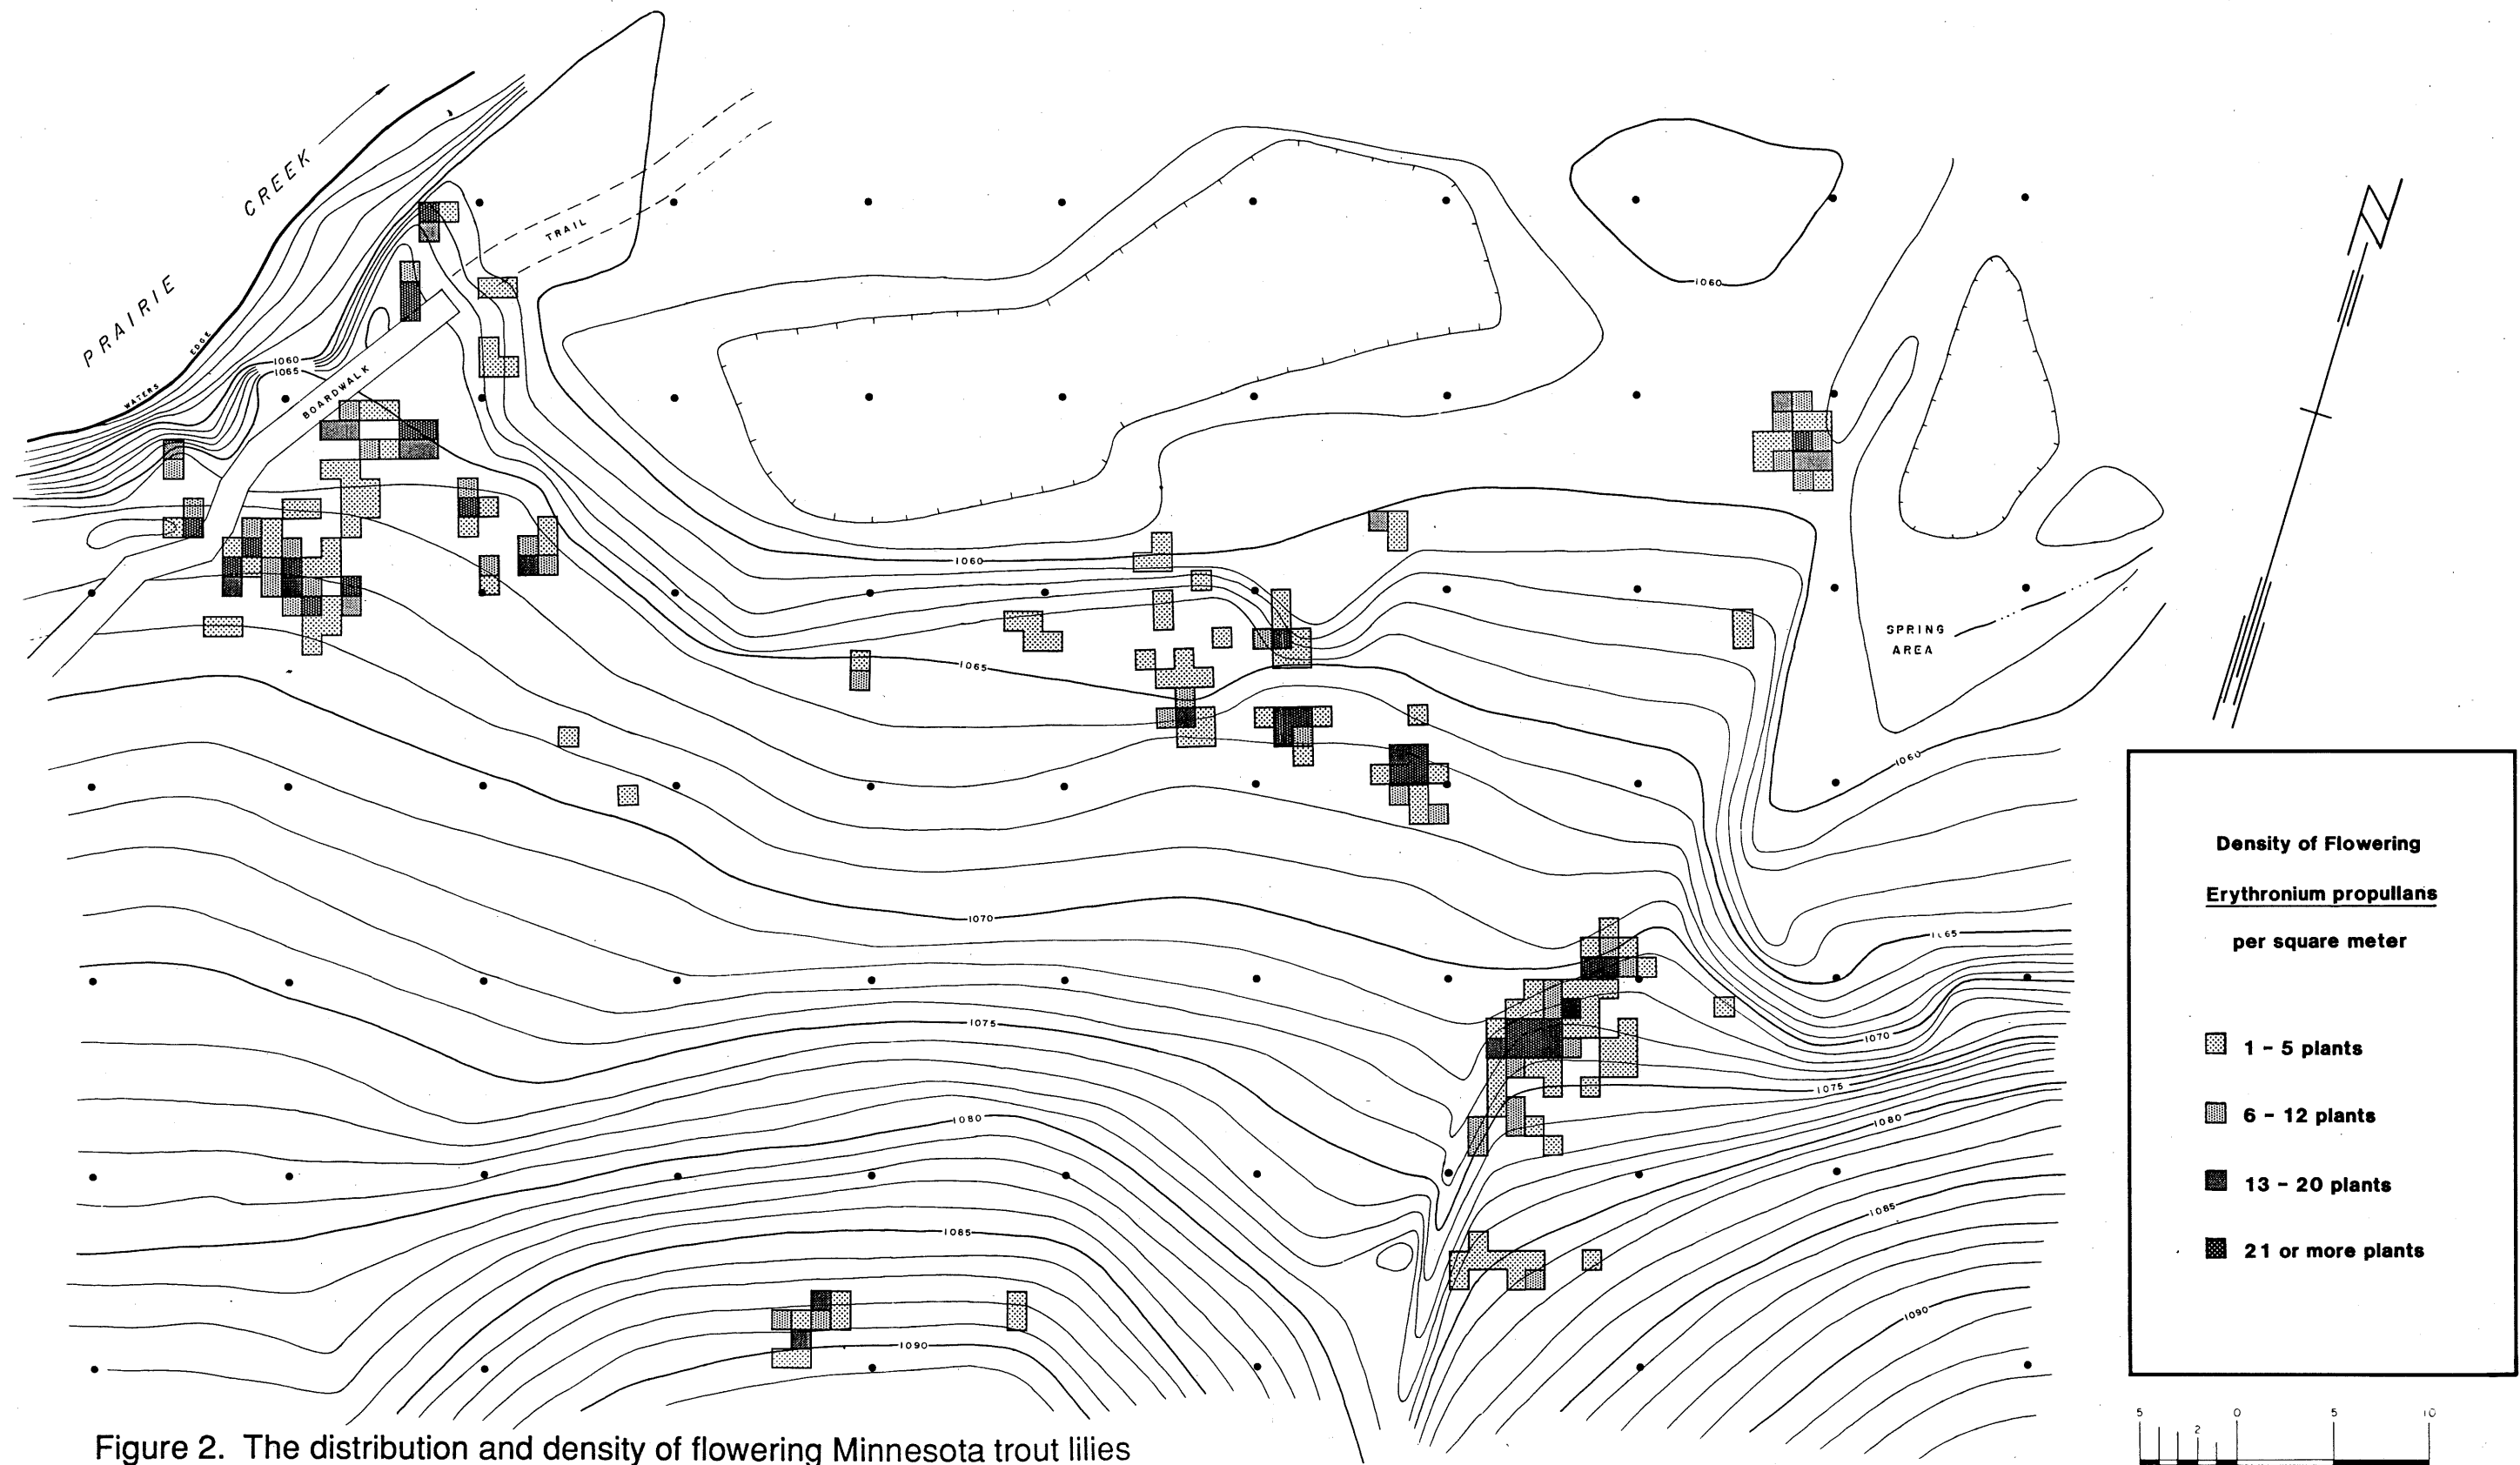 PRAIRIE CREEK
TRAIL
WATERS EDGE
1060
1065
BOARDWALK
1060
1060
1065
SPRING
AREA
1060
1070
1065
1075
1070
1075
1080
1080
1085
1085
1090
1090
Density of Flowering
Erythronium propullans
per square meter
1 - 5 plants
6 - 12 plants
13 - 20 plants
21 or more plants
5 2 0 5 10
Figure 2. The distribution and density of flowering Minnesota trout lilies